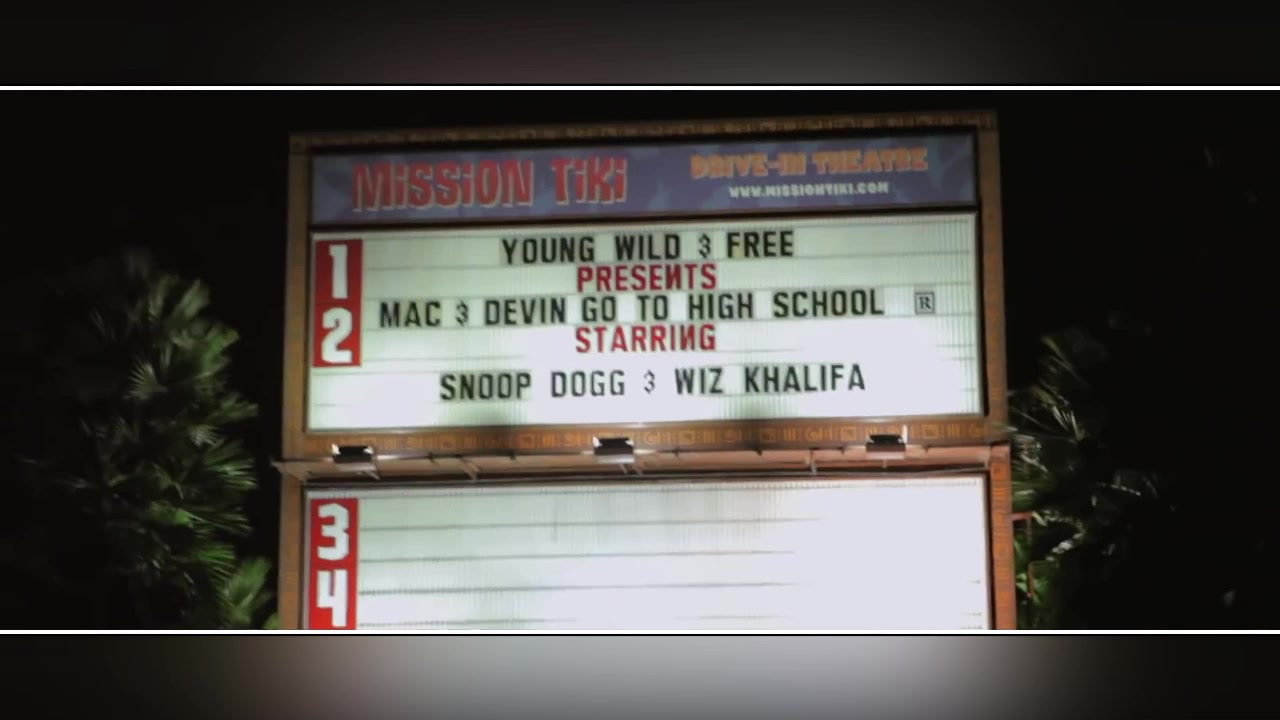 MISSION TIKI
DRIVE-IN THEATRE
WWW.MISSIONTIKI.COM
1
YOUNG WILD & FREE
PRESENTS
2
MAC & DEVIN GO TO HIGH SCHOOL R
STARRING
SNOOP DOGG & WIZ KHALIFA
3
4